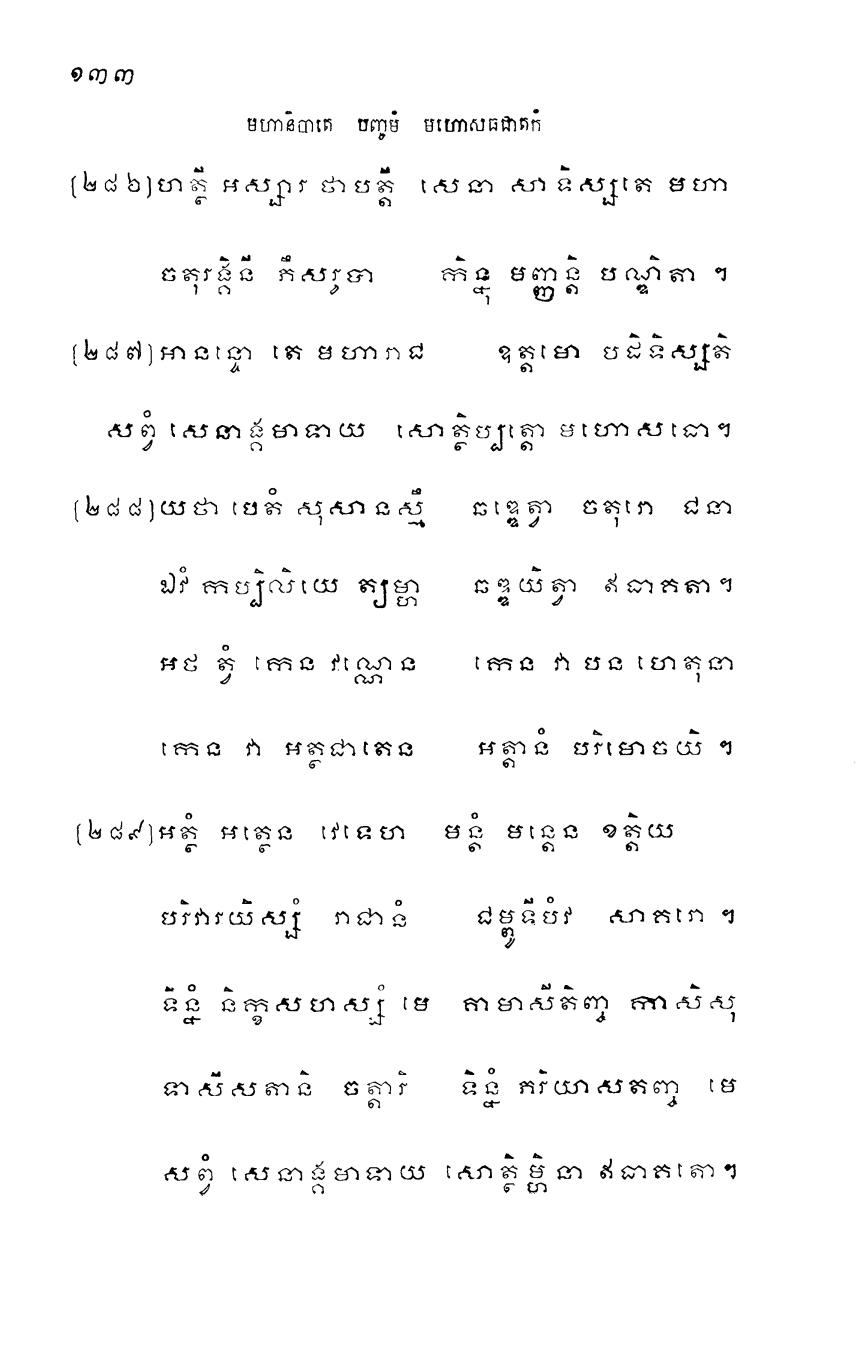 ១៣៣
មហានិបាតេ បញ្ចមំ មហោសធជាតកំ
(២៨៦)ហត្ថី អស្សារ ថាបត្តី សេនា សាទិស្សតេ មហា
ចតុរង្គិនី ភឹសរូទា កិន្នុ មញ្ញន្តិ បណ្ឌិតា ។
(២៨៧)អានន្ទោ តេ មហារាជ ឧត្តមោ បដិទិស្សតិ
សព្វំ សេនាង្គមាទាយ សោត្ថិប្បត្តោ មហោសធោ។
(២៨៨)យថា បេតំ សុសានស្មឹ ឆឌ្ឌេត្វា ចតុរោ ជនា
ឯវំ កប្បិលិយេ ត្យម្ហា ឆឌ្ឌយិត្វា ឥធាគតា។
អថ ត្វំ កេន វណ្ណេន កេន វា បន ហេតុនា
កេន វា អត្ថជាតេន អត្តានំ បរិមោចយិ ។
(២៨៩)អត្ថំ អត្ថេន វេទេហ មន្តំ មន្តេន ខត្តិយ
បរិវារយិស្សំ រាជានំ ជម្ពូទីបំវ សាគរោ ។
ទិន្នំ និក្ខសហស្សំ មេ គាមាសីតិញ្ច កាសិសុ
ទាសីសតានិ ចត្តារិ ទិន្នំ ភរិយាសតញ្ច មេ
សព្វំ សេនាង្គមាទាយ សោត្ថិម្ហិនា ឥធាគតោ។